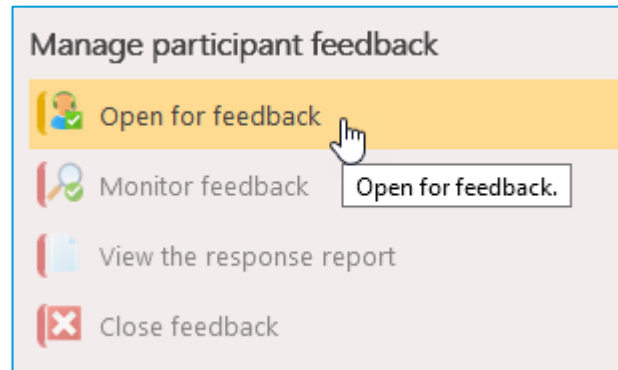 Manage participant feedback
Open for feedback
Monitor feedback
Open for feedback.
View the response report
Close feedback